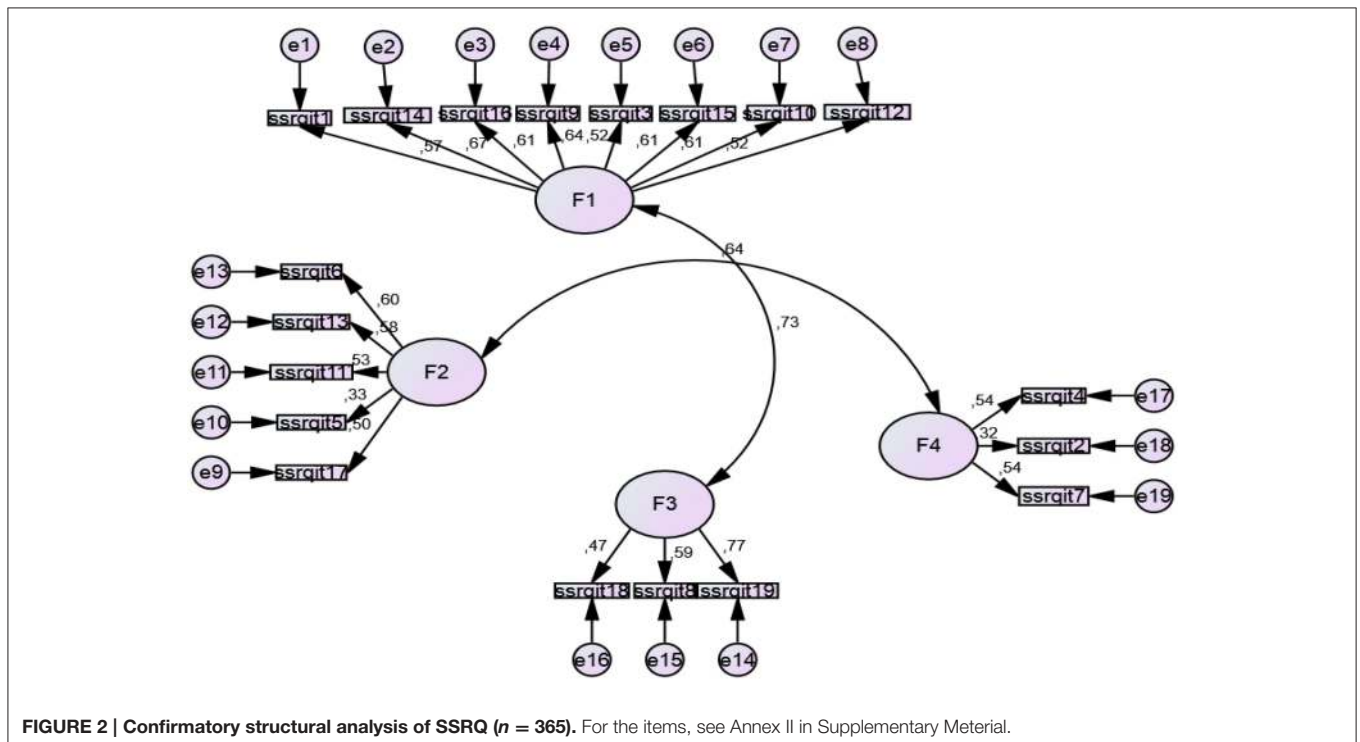 e1 e2 e3 e4 e5 e6 e7 e8
ssrqit1 ssrqit14 ssrqit16 ssrqit9 ssrqit3 ssrqit15 ssrqit10 ssrqit12
,57 ,67 ,61 ,64 ,52 ,61 ,61 ,52
F1
,64
e13 ssrqit6
,60
e12 ssrqit13
,58
,73
e11 ssrqit11 ,53 F2
,33
e10 ssrqit5 ,50
e9 ssrqit17
,54 ssrqit4 e17
F4 ,32 ssrqit2 e18
,54 ssrqit7 e19
F3
,47 ,59 ,77
ssrqit18 ssrqit8 ssrqit19
e16 e15 e14
FIGURE 2 | Confirmatory structural analysis of SSRQ (n = 365). For the items, see Annex II in Supplementary Meterial.